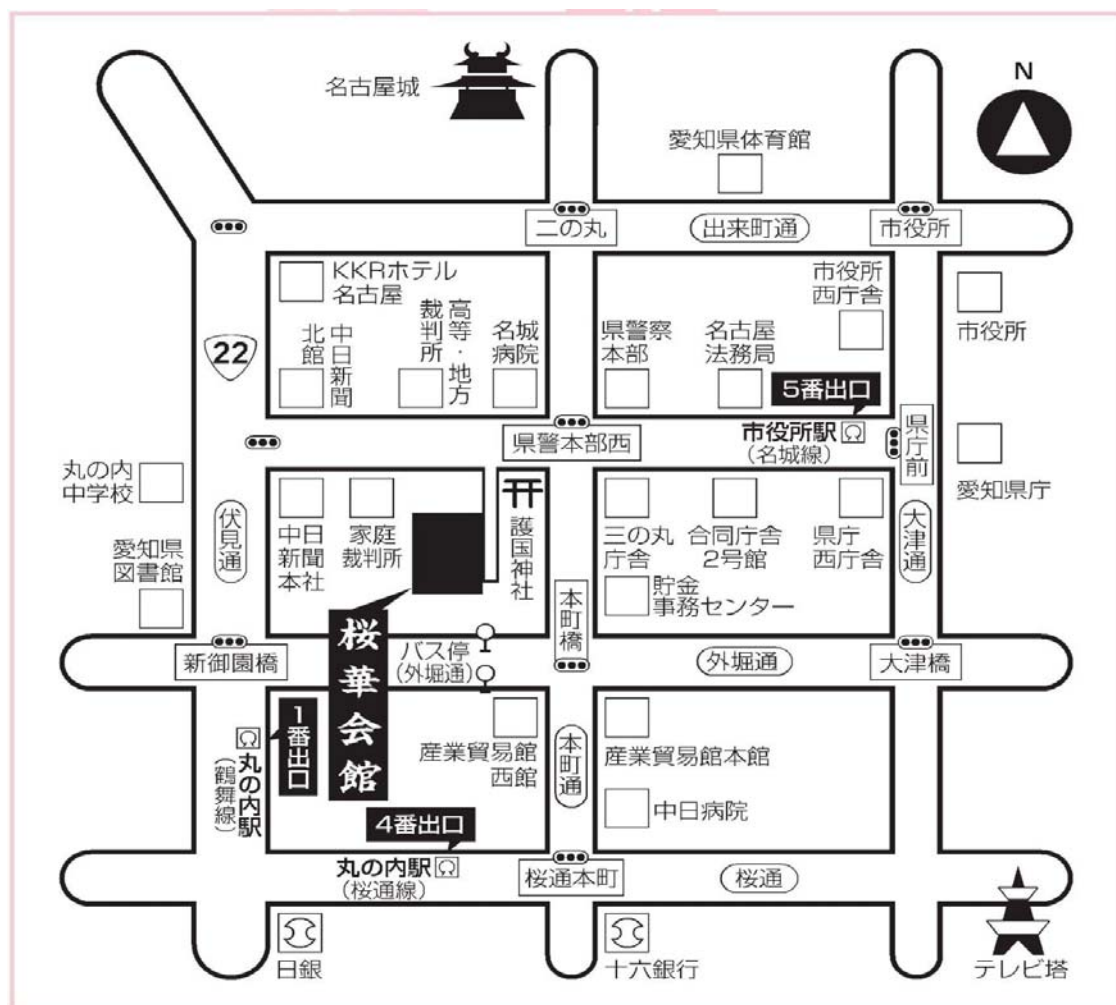 名古屋城
N
愛知県体育館
二の丸
出来町通
市役所
KKRホテル
名古屋
中日新聞
北館
高等・地方
裁判所
名城
病院
県警察
本部
名古屋
法務局
市役所
西庁舎
市役所
22
5番出口
県警本部西
市役所駅
(名城線)
県庁前
愛知県庁
丸の内
中学校
愛知県
図書館
伏見通
中日
新聞
本社
家庭
裁判所
護国神社
三の丸
庁舎
合同庁舎
2号館
県庁
西庁舎
大津通
貯金
事務センター
桜華会館
本町橋
新御園橋
バス停
(外堀通)
外堀通
大津橋
1番出口
丸の内駅
(鶴舞線)
産業貿易館
西館
本町通
産業貿易館本館
中日病院
4番出口
丸の内駅
(桜通線)
桜通本町
桜通
日銀
十六銀行
テレビ塔